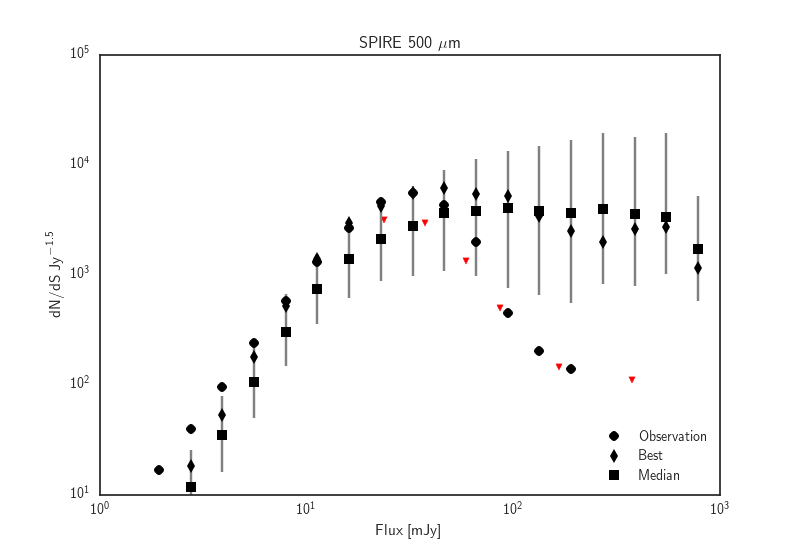 SPIRE 500 μm
10^5
10^4
10^3
10^2
10^1
dN/dS Jy^−1.5
10^0
10^1
10^2
10^3
Flux [mJy]
Observation
Best
Median